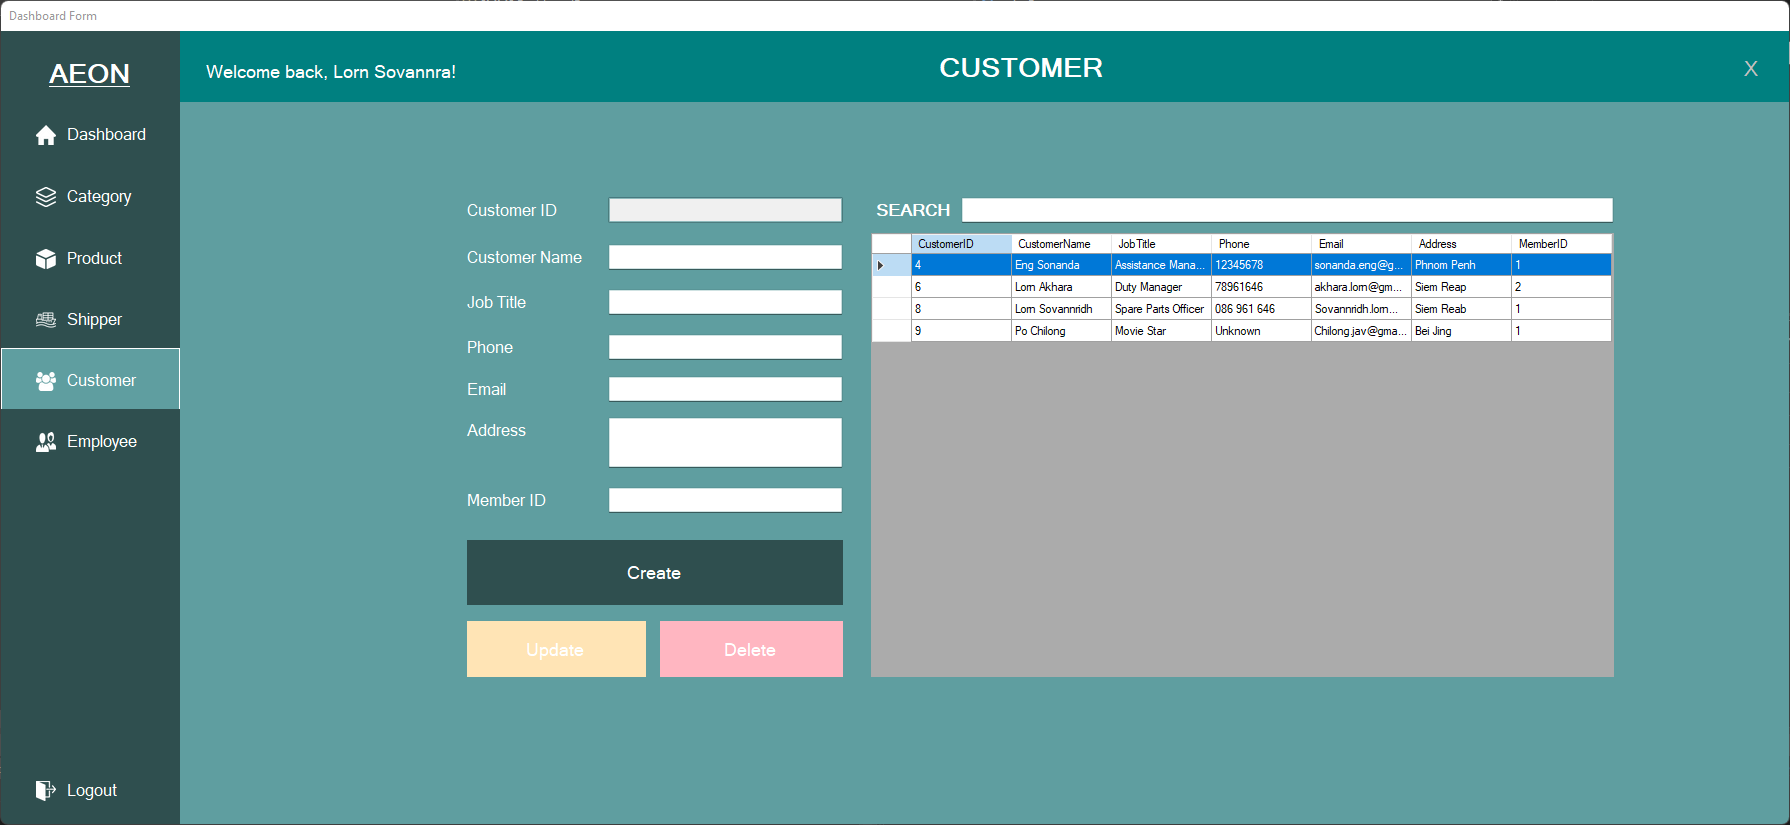 Dashboard Form
AEON
Welcome back, Lorn Sovannra!
CUSTOMER
X
Dashboard
Category
Product
Shipper
Customer
Employee
Logout
Customer ID
Customer Name
Job Title
Phone
Email
Address
Member ID
Create
Update
Delete
SEARCH
CustomerID CustomerName JobTitle Phone Email Address MemberID
4 Eng Sonanda Assistance Mana... 12345678 sonanda.eng@g... Phnom Penh 1
6 Lorn Akhara Duty Manager 78961646 akhara.lorn@gm... Siem Reap 2
8 Lorn Sovannridh Spare Parts Officer 086 961 646 Sovannridh.lorn... Siem Reab 1
9 Po Chilong Movie Star Unknown Chilong.jav@gma... Bei Jing 1